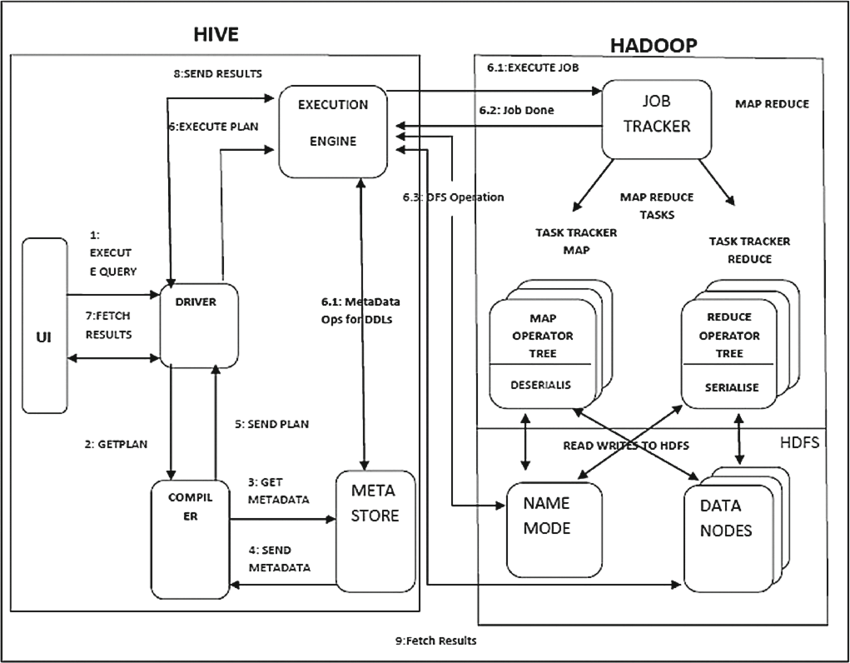 HIVE
HADOOP
8:SEND RESULTS
6:EXECUTE PLAN
EXECUTION
ENGINE
6.1:EXECUTE JOB
6.2: Job Done
JOB
TRACKER
MAP REDUCE
6.3: DFS Operation
MAP REDUCE
TASKS
TASK TRACKER
MAP
TASK TRACKER
REDUCE
1:
EXECUT
E QUERY
DRIVER
7:FETCH
RESULTS
UI
6.1: MetaData
Ops for DDLs
MAP
OPERATOR
TREE
DESERIALIS
REDUCE
OPERATOR
TREE
SERIALISE
2: GETPLAN
5: SEND PLAN
READ WRITES TO HDFS
HDFS
COMPIL
ER
3: GET
METADATA
4: SEND
METADATA
META
STORE
NAME
MODE
DATA
NODES
9:Fetch Results